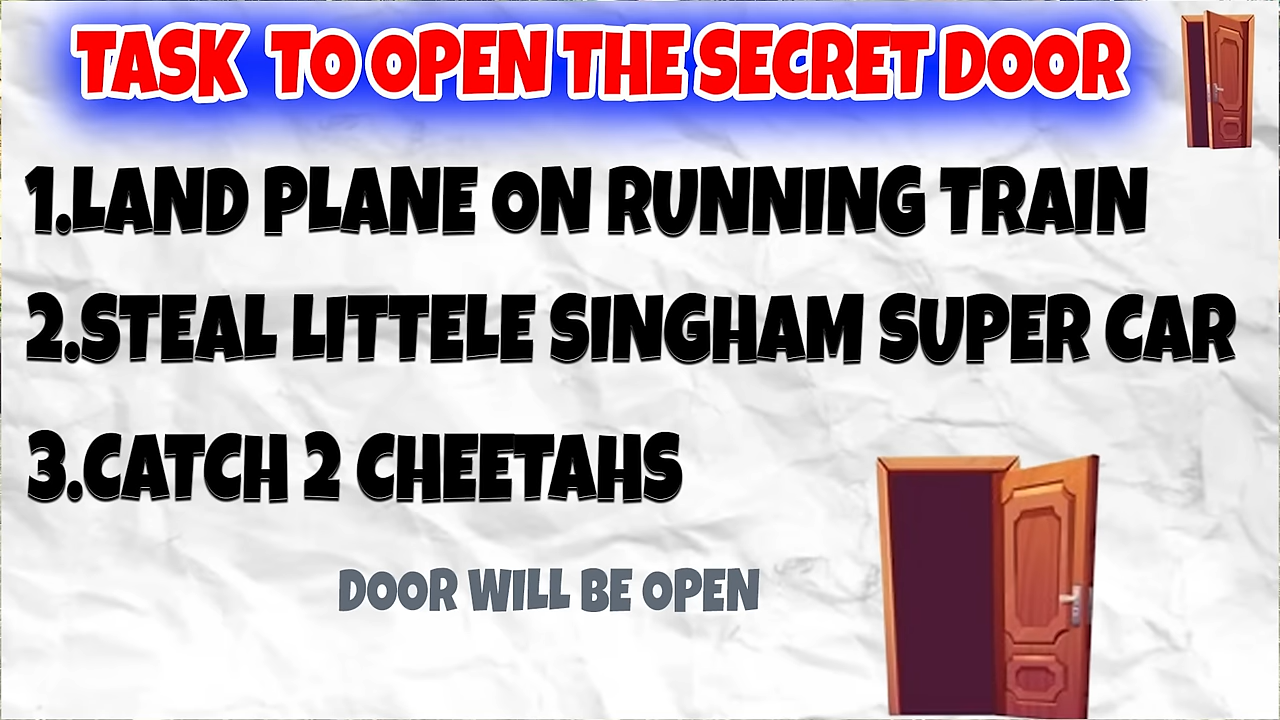 TASK TO OPEN THE SECRET DOOR
1.LAND PLANE ON RUNNING TRAIN
2.STEAL LITTELE SINGHAM SUPER CAR
3.CATCH 2 CHEETAHS
DOOR WILL BE OPEN